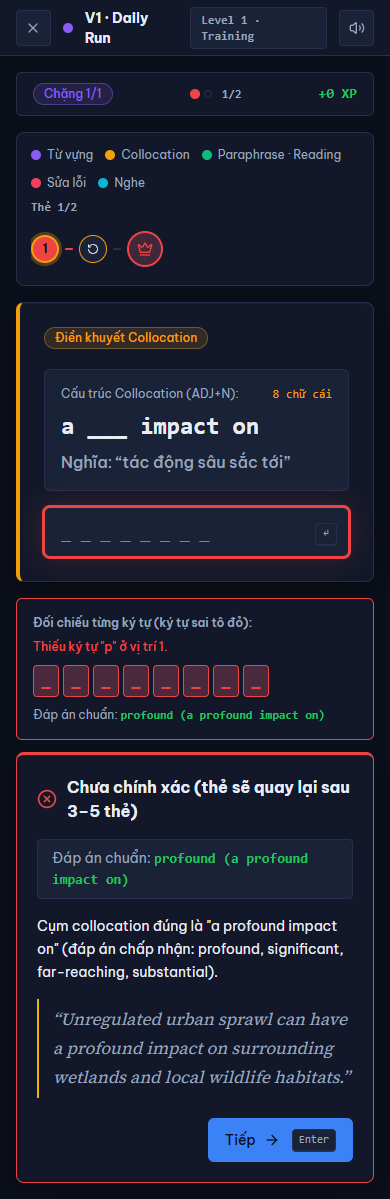 V1 · Daily
Run
Level 1 ·
Training
Chặng 1/1
1/2
+0 XP
Từ vựng
Collocation
Paraphrase · Reading
Sửa lỗi
Nghe
Thẻ 1/2
1
Điền khuyết Collocation
Cấu trúc Collocation (ADJ+N):
8 chữ cái
a ___ impact on
Nghĩa: “tác động sâu sắc tới”
_ _ _ _ _ _ _ _
Đối chiếu từng ký tự (ký tự sai tô đỏ):
Thiếu ký tự "p" ở vị trí 1.
_ _ _ _ _ _ _ _
Đáp án chuẩn: profound (a profound impact on)
Chưa chính xác (thẻ sẽ quay lại sau
3–5 thẻ)
Đáp án chuẩn: profound (a profound
impact on)
Cụm collocation đúng là "a profound impact
on" (đáp án chấp nhận: profound, significant,
far-reaching, substantial).
“Unregulated urban sprawl can have
a profound impact on surrounding
wetlands and local wildlife habitats.”
Tiếp → Enter